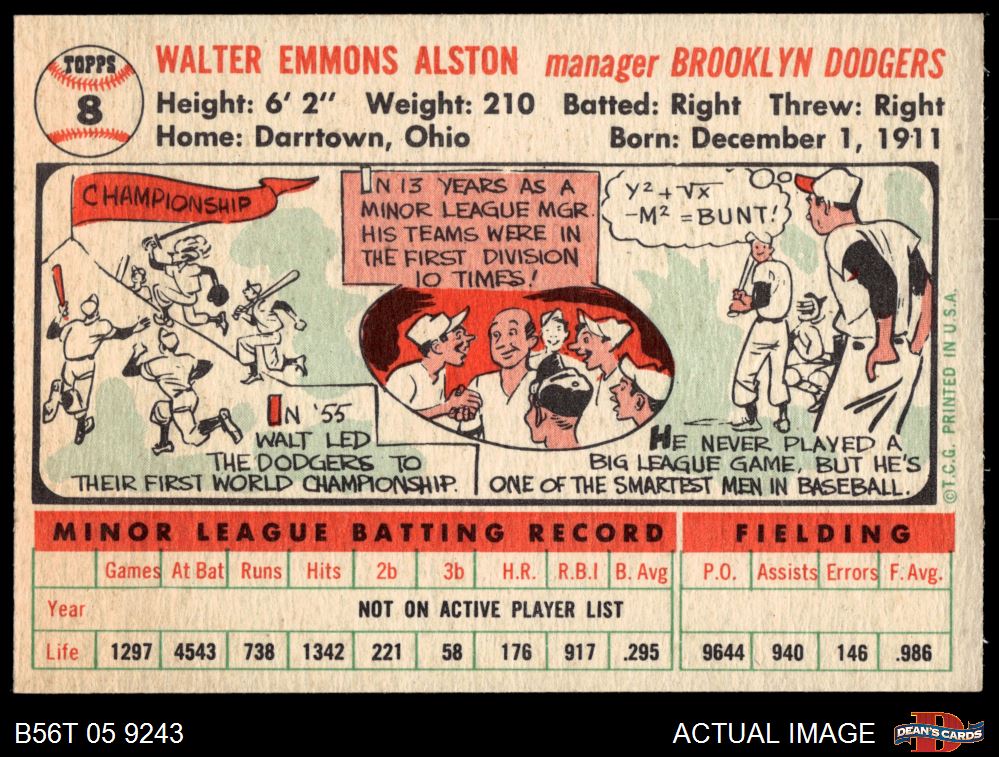 TOPPS
8
WALTER EMMONS ALSTON manager BROOKLYN DODGERS
Height: 6' 2" Weight: 210 Batted: Right Threw: Right
Home: Darrtown, Ohio Born: December 1, 1911
CHAMPIONSHIP
IN '55
WALT LED
THE DODGERS TO
THEIR FIRST WORLD CHAMPIONSHIP.
IN 13 YEARS AS A
MINOR LEAGUE MGR.
HIS TEAMS WERE IN
THE FIRST DIVISION
10 TIMES!
Y² + √X
-M² = BUNT!
HE NEVER PLAYED A
BIG LEAGUE GAME, BUT HE'S
ONE OF THE SMARTEST MEN IN BASEBALL.
© T.C.G. PRINTED IN U.S.A.
MINOR LEAGUE BATTING RECORD FIELDING
Games At Bat Runs Hits 2b 3b H.R. R.B.I B. Avg P.O. Assists Errors F. Avg.
Year NOT ON ACTIVE PLAYER LIST
Life 1297 4543 738 1342 221 58 176 917 .295 9644 940 146 .986
B56T 05 9243 ACTUAL IMAGE DEAN'S CARDS